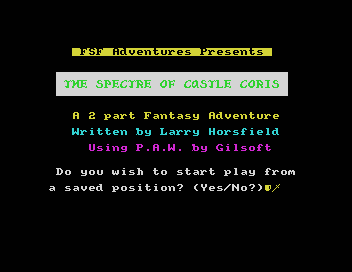 FSF Adventures Presents
THE SPECTRE OF CASTLE CORIS
A 2 part Fantasy Adventure
Written by Larry Horsfield
Using P.A.W. by Gilsoft
Do you wish to start play from
a saved position? (Yes/No?)